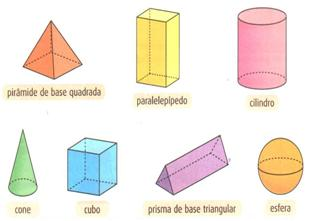 pirâmide de base quadrada
paralelepípedo
cilindro
cone
cubo
prisma de base triangular
esfera